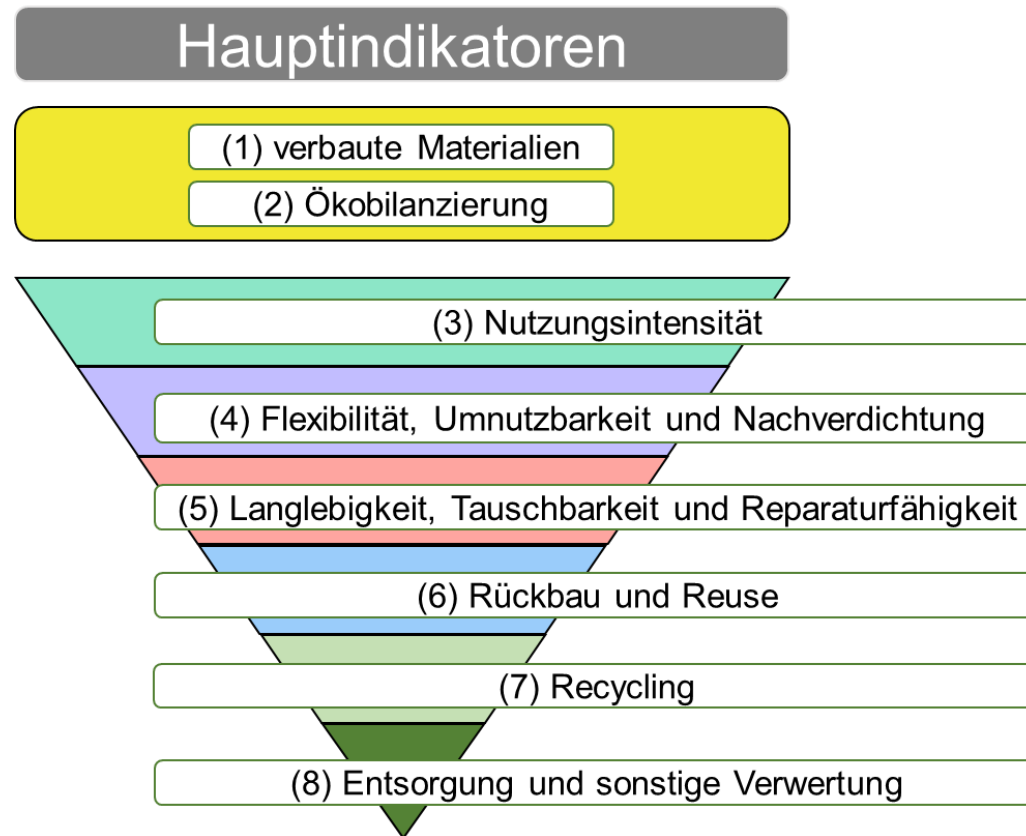 Hauptindikatoren
(1) verbaute Materialien
(2) Ökobilanzierung
(3) Nutzungsintensität
(4) Flexibilität, Umnutzbarkeit und Nachverdichtung
(5) Langlebigkeit, Tauschbarkeit und Reparaturfähigkeit
(6) Rückbau und Reuse
(7) Recycling
(8) Entsorgung und sonstige Verwertung